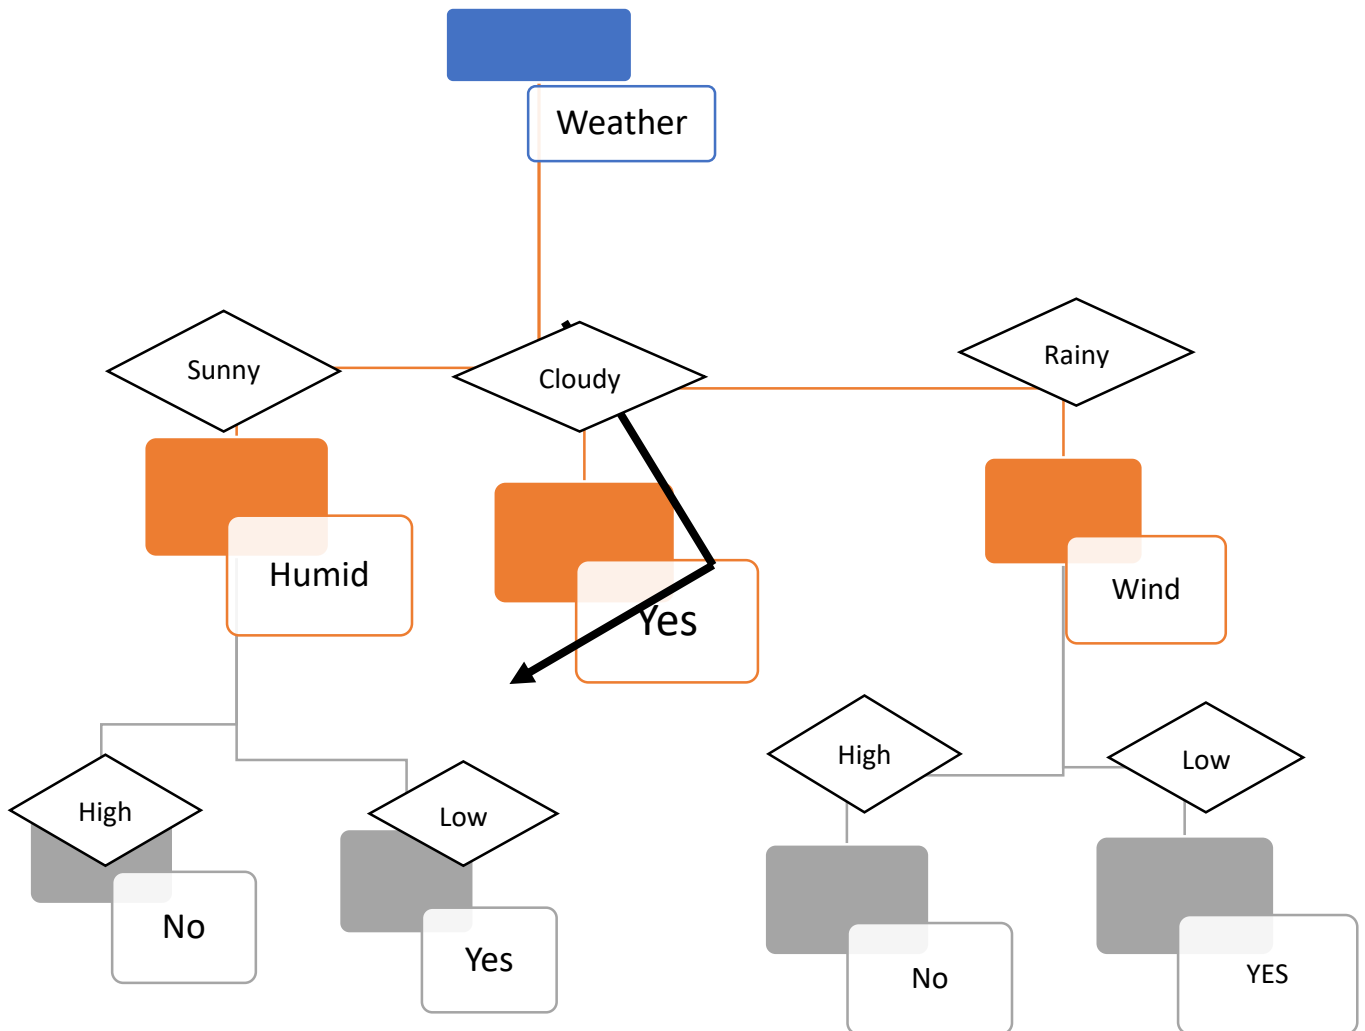 Weather
Sunny
Cloudy
Rainy
Humid
Yes
Wind
High
Low
High
Low
No
Yes
No
YES